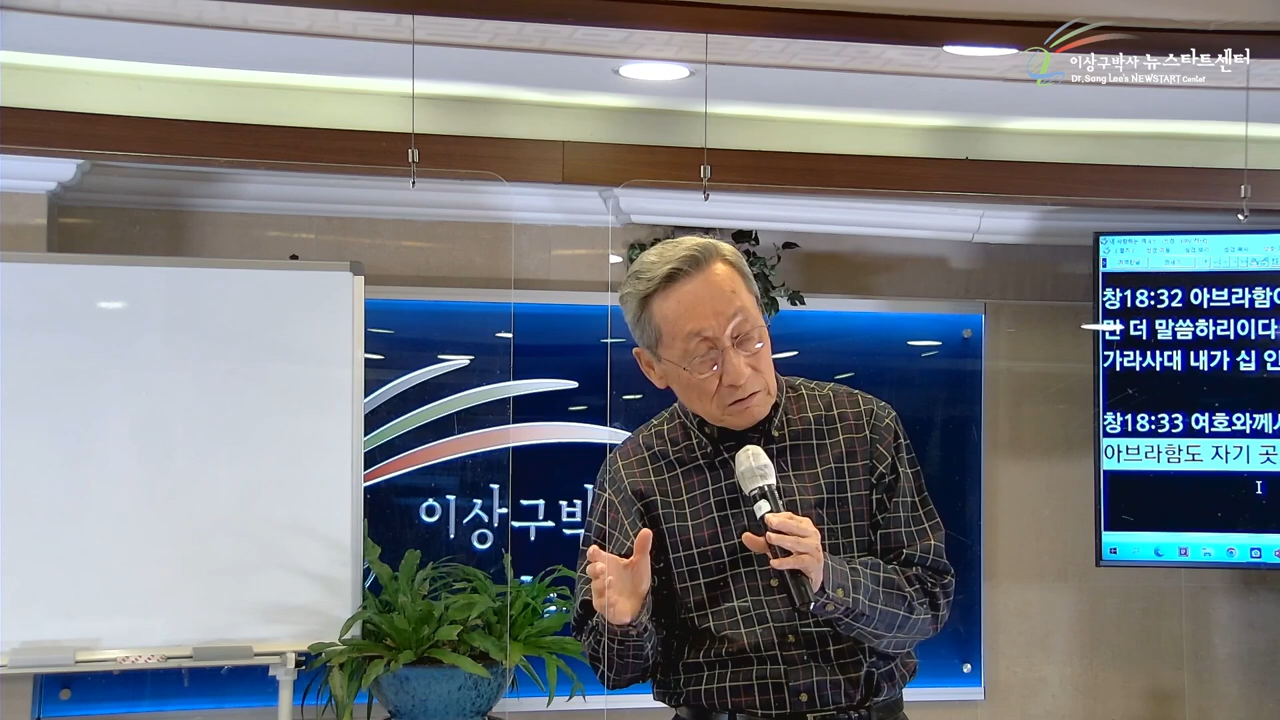 이상구박사 뉴스타트센터
Dr. Sang Lee's NEWSTART Center
창18:32 아브라함이
만 더 말씀하리이다
가라사대 내가 십 인
창18:33 여호와께서
아브라함도 자기 곳
이상구박